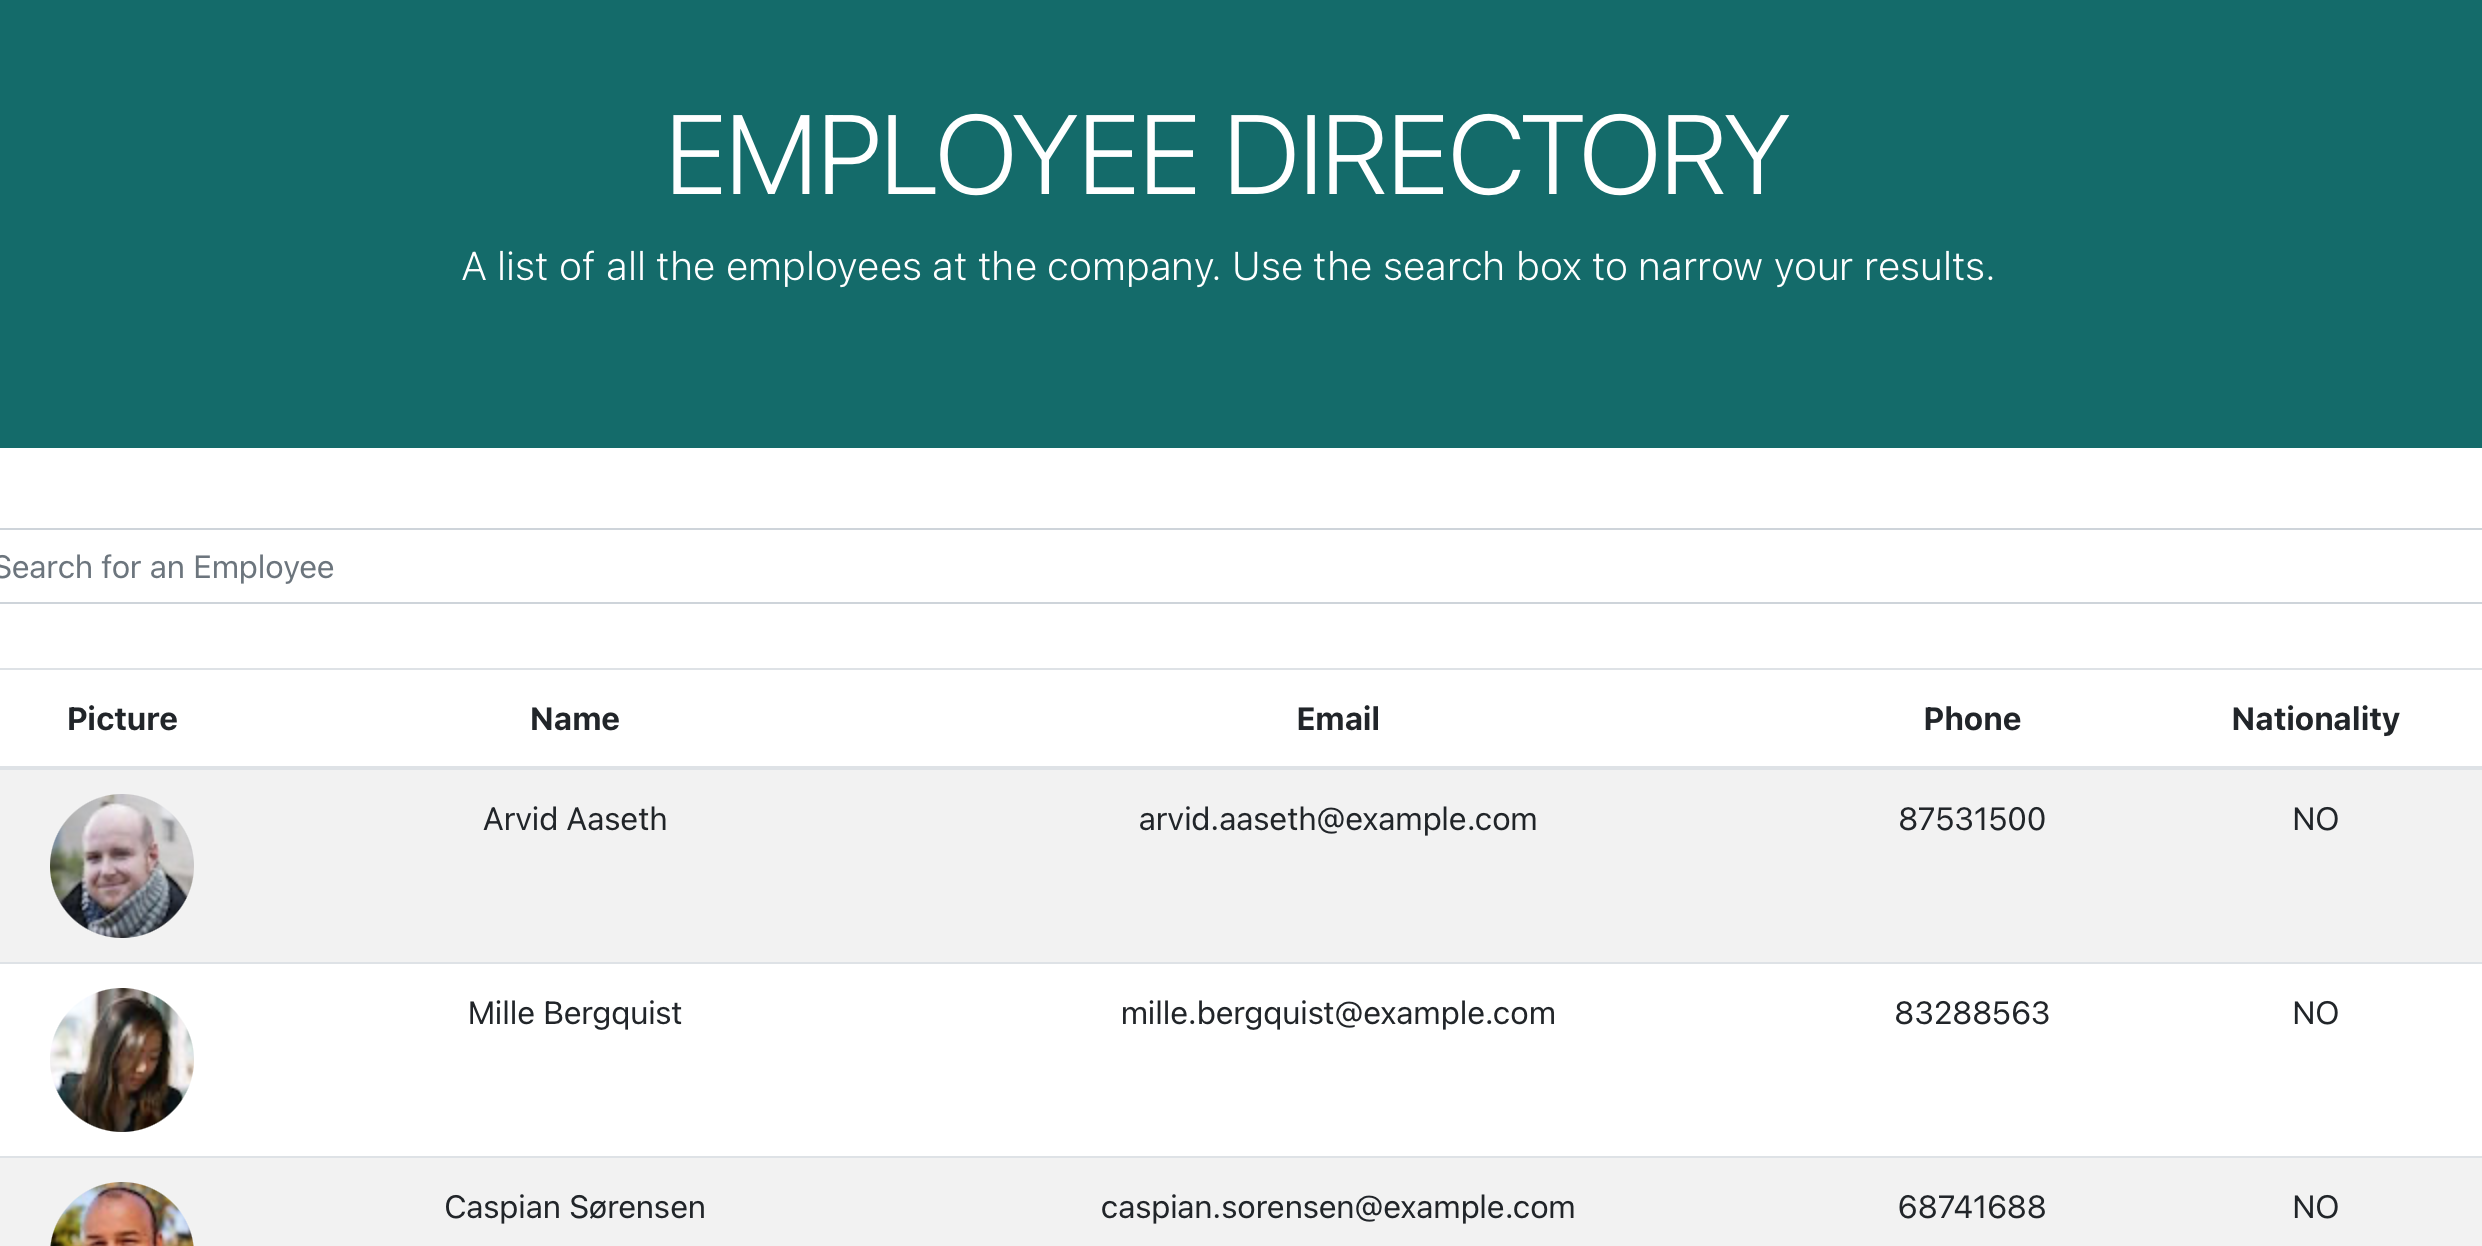 EMPLOYEE DIRECTORY
A list of all the employees at the company. Use the search box to narrow your results.
Search for an Employee
Picture Name Email Phone Nationality
Arvid Aaseth arvid.aaseth@example.com 87531500 NO
Mille Bergquist mille.bergquist@example.com 83288563 NO
Caspian Sørensen caspian.sorensen@example.com 68741688 NO